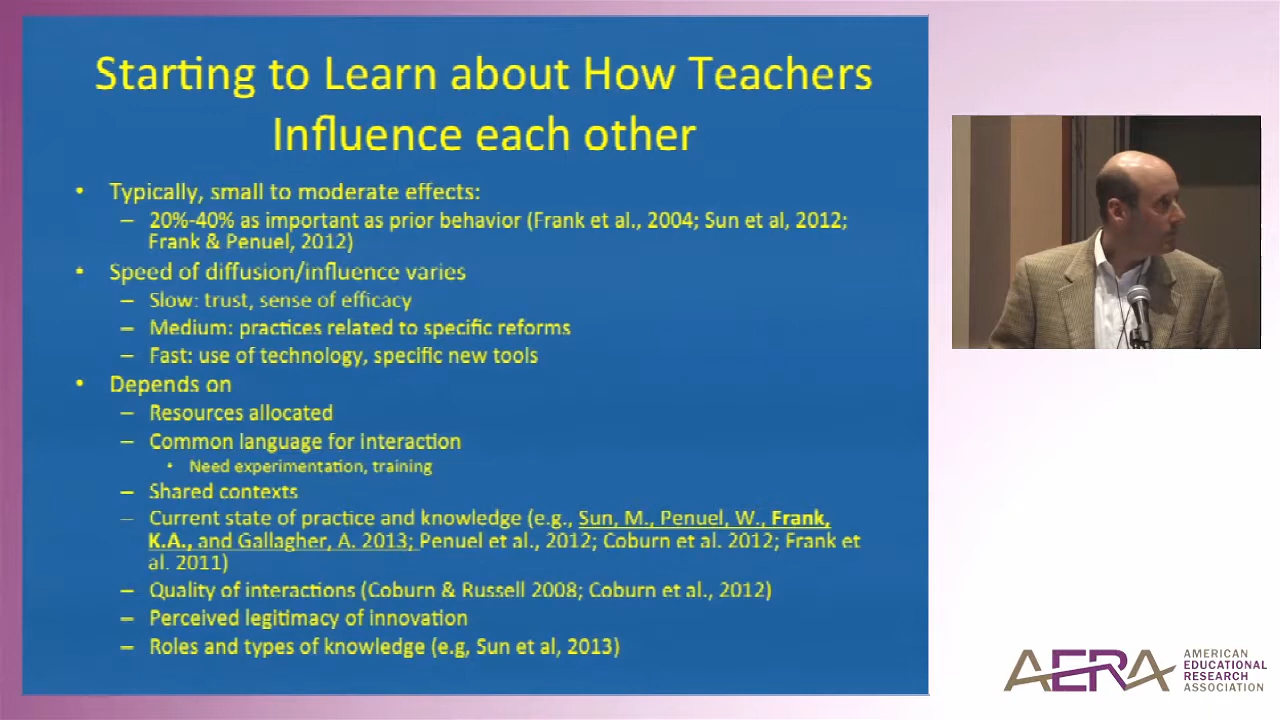 Starting to Learn about How Teachers
Influence each other
• Typically, small to moderate effects:
– 20%-40% as important as prior behavior (Frank et al., 2004; Sun et al, 2012;
Frank & Penuel, 2012)
• Speed of diffusion/influence varies
– Slow: trust, sense of efficacy
– Medium: practices related to specific reforms
– Fast: use of technology, specific new tools
• Depends on
– Resources allocated
– Common language for interaction
• Need experimentation, training
– Shared contexts
– Current state of practice and knowledge (e.g., Sun, M., Penuel, W., Frank,
K.A., and Gallagher, A. 2013; Penuel et al., 2012; Coburn et al. 2012; Frank et
al. 2011)
– Quality of interactions (Coburn & Russell 2008; Coburn et al., 2012)
– Perceived legitimacy of innovation
– Roles and types of knowledge (e.g, Sun et al, 2013)
AERA
AMERICAN
EDUCATIONAL
RESEARCH
ASSOCIATION